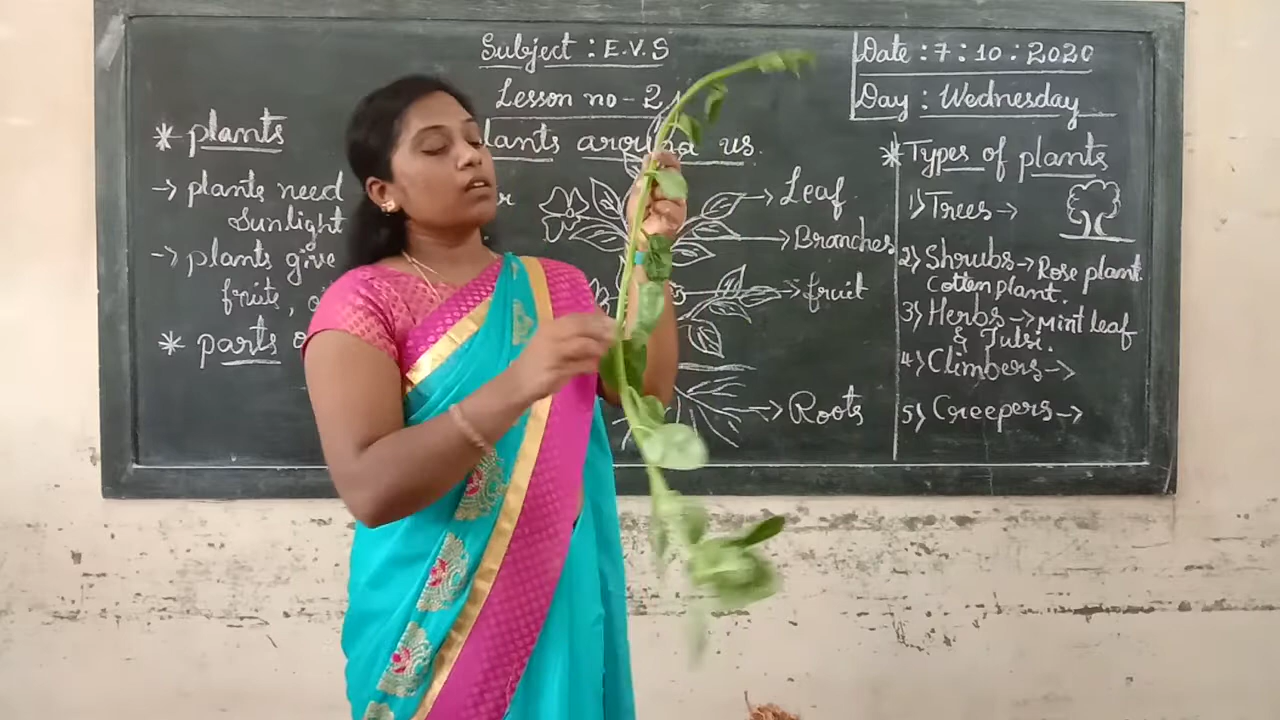 Subject : E.V.S
Lesson no - 2
lants around us.
Date : 7 : 10 : 2020
Day : Wednesday
* plants
→ plants need
Sunlight
→ plants give
fruits,
* parts
Leaf
Branches
fruit
Roots
* Types of plants
1) Trees →
2) Shrubs → Rose plant.
Cotten plant.
3) Herbs → Mint leaf
& Tulsi.
4) Climbers →
5) Creepers →